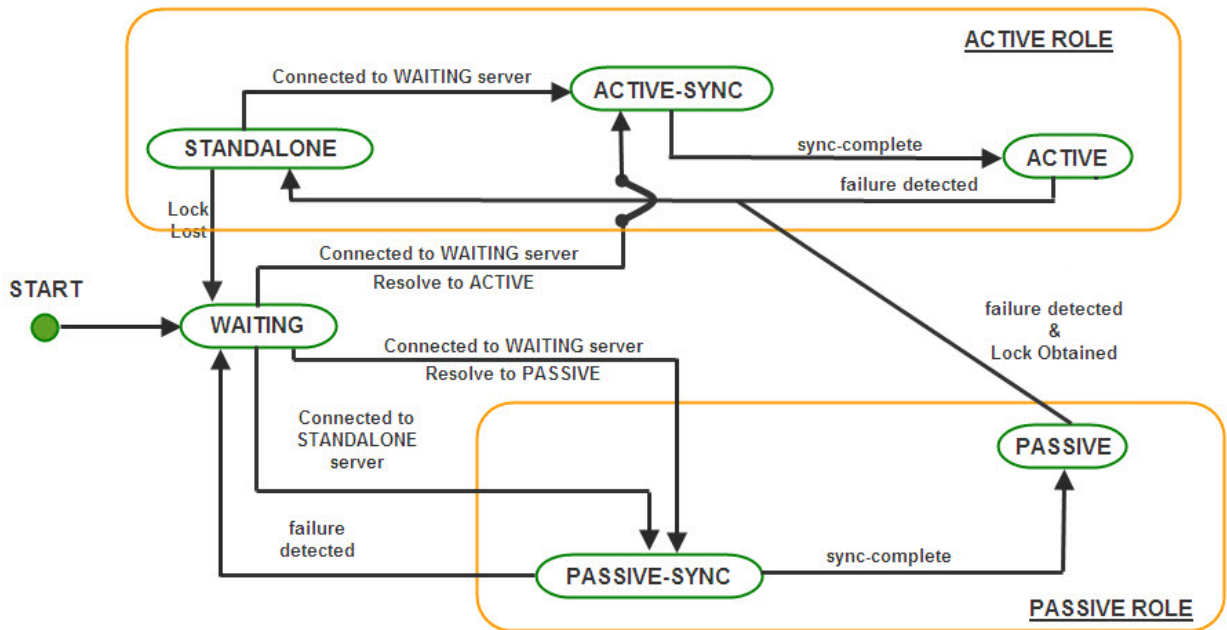 ACTIVE ROLE
Connected to WAITING server
ACTIVE-SYNC
STANDALONE
sync-complete
ACTIVE
failure detected
Lock
Lost
Connected to WAITING server
Resolve to ACTIVE
START
WAITING
failure detected
&
Lock Obtained
Connected to WAITING server
Resolve to PASSIVE
Connected to
STANDALONE
server
PASSIVE
failure
detected
sync-complete
PASSIVE-SYNC
PASSIVE ROLE